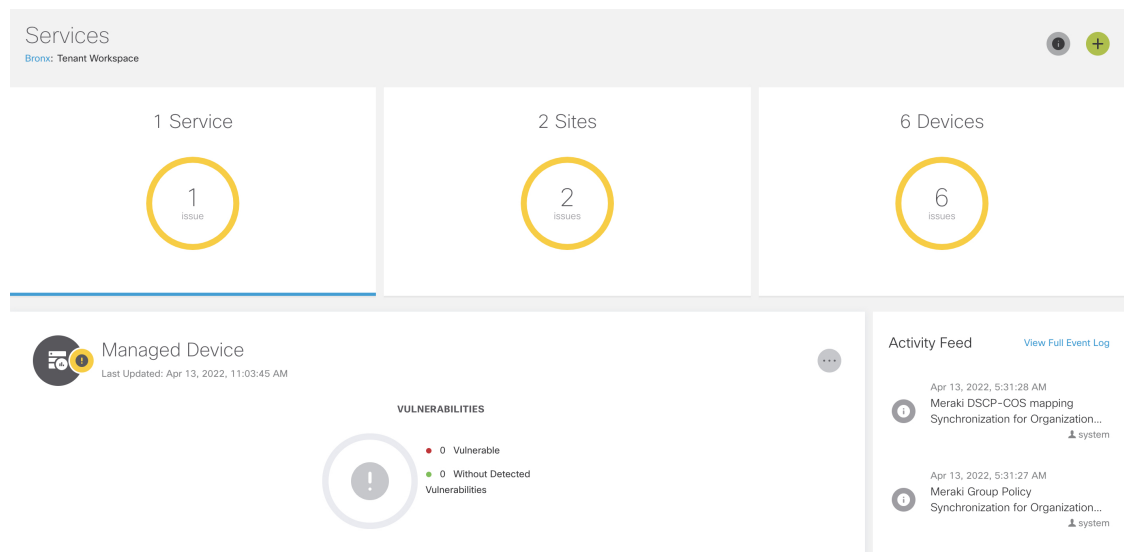 Services
Bronx: Tenant Workspace
1 Service
1
issue
2 Sites
2
issues
6 Devices
6
issues
Managed Device
Last Updated: Apr 13, 2022, 11:03:45 AM
VULNERABILITIES
0 Vulnerable
0 Without Detected
Vulnerabilities
Activity Feed
View Full Event Log
Apr 13, 2022, 5:31:28 AM
Meraki DSCP-COS mapping
Synchronization for Organization...
system
Apr 13, 2022, 5:31:27 AM
Meraki Group Policy
Synchronization for Organization...
system